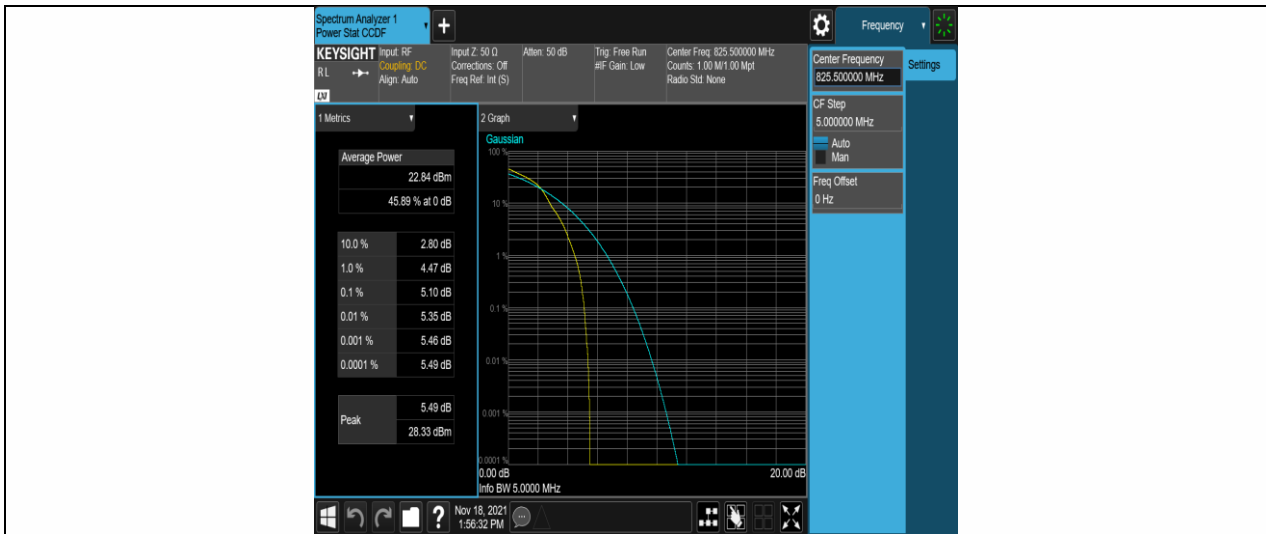 Spectrum Analyzer 1
Power Stat CCDF
Frequency
KEYSIGHT
R L
LXI
Input: RF
Coupling: DC
Align: Auto
Input Z: 50 Ω
Corrections: Off
Freq Ref: Int (S)
Atten: 50 dB
Trig: Free Run
#IF Gain: Low
Center Freq: 825.500000 MHz
Counts: 1.00 M/1.00 Mpt
Radio Std: None
Center Frequency
825.500000 MHz
Settings
CF Step
5.000000 MHz
Auto
Man
Freq Offset
0 Hz
1 Metrics
Average Power
22.84 dBm
45.89 % at 0 dB
10.0 % 2.80 dB
1.0 % 4.47 dB
0.1 % 5.10 dB
0.01 % 5.35 dB
0.001 % 5.46 dB
0.0001 % 5.49 dB
Peak 5.49 dB
28.33 dBm
2 Graph
Gaussian
100 %
10 %
1 %
0.1 %
0.01 %
0.001 %
0.0001 %
0.00 dB 20.00 dB
Info BW 5.0000 MHz
?
Nov 18, 2021
1:56:32 PM